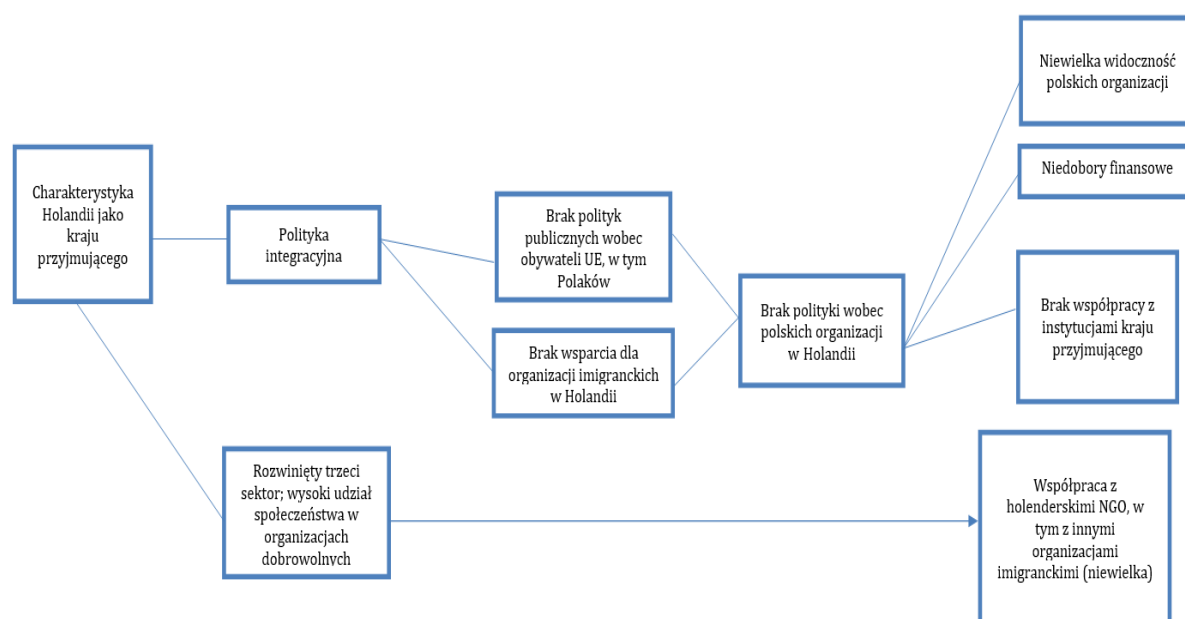 Charakterystyka
Holandii jako
kraju
przyjmującego
Polityka
integracyjna
Rozwinięty trzeci
sektor; wysoki udział
społeczeństwa w
organizacjach
dobrowolnych
Brak polityk
publicznych wobec
obywateli UE, w tym
Polaków
Brak wsparcia dla
organizacji imigranckich
w Holandii
Brak polityki wobec
polskich organizacji
w Holandii
Niewielka widoczność
polskich organizacji
Niedobory finansowe
Brak współpracy z
instytucjami kraju
przyjmującego
Współpraca z
holenderskimi NGO, w
tym z innymi
organizacjami
imigranckimi (niewielka)